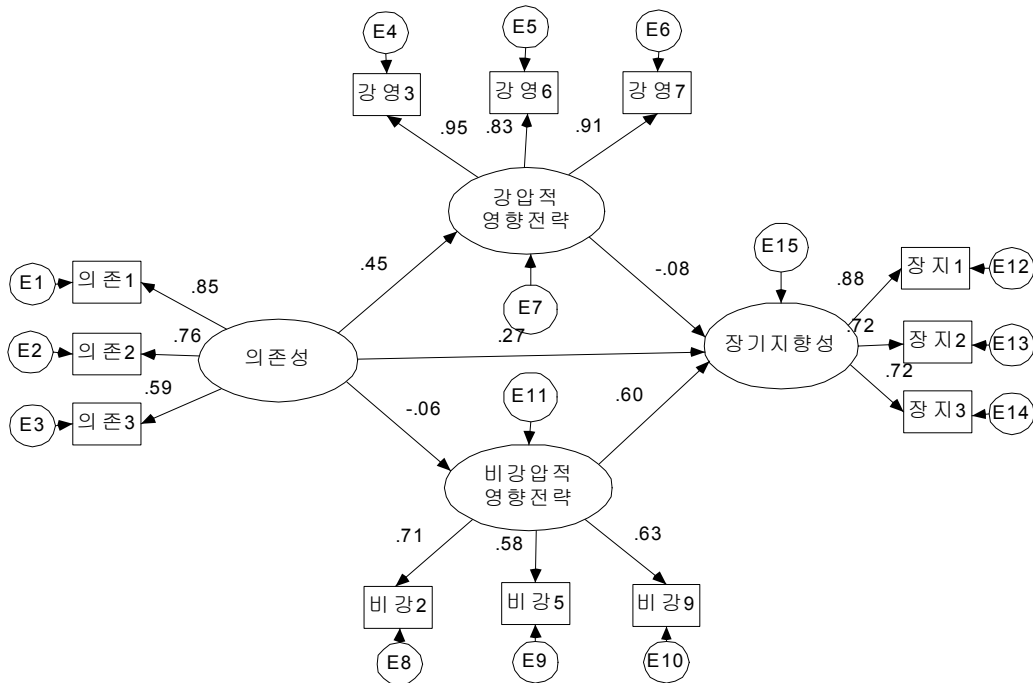 E4
E5
E6
강영3
강영6
강영7
.95
.83
.91
강압적
영향전략
E15
E1
의존1
.85
.45
E7
-.08
.88
장지1
E12
E2
의존2
.76
의존성
.27
장기지향성
.72
장지2
E13
E3
의존3
.59
-.06
E11
.60
.72
장지3
E14
비강압적
영향전략
.71
.58
.63
비강2
비강5
비강9
E8
E9
E10